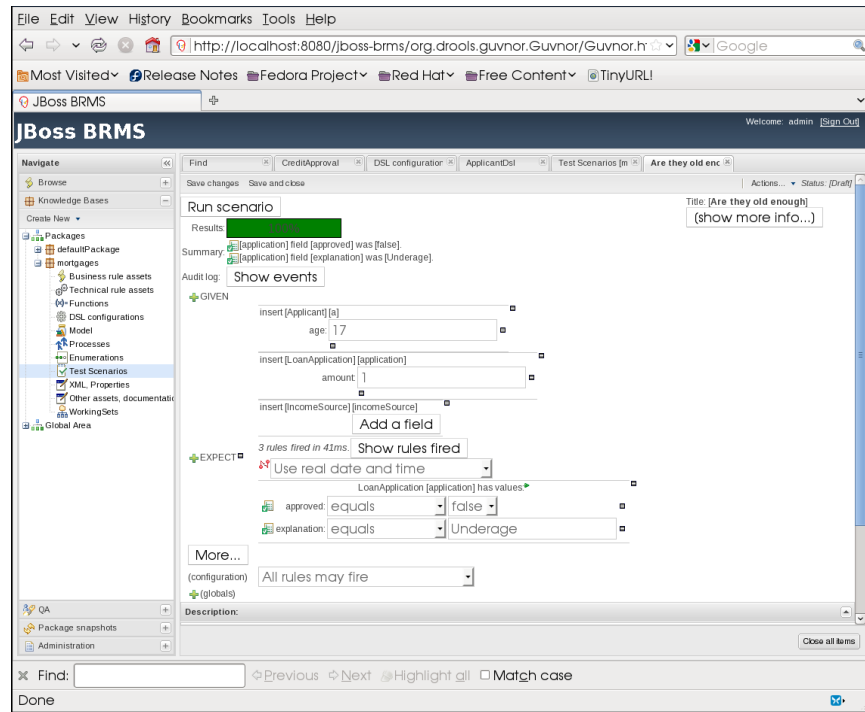 File Edit View History Bookmarks Tools Help
http://localhost:8080/jboss-brms/org.drools.guvnor.Guvnor/Guvnor.h
Google
Most Visited Release Notes Fedora Project Red Hat Free Content TinyURL!
JBoss BRMS
Welcome: admin [Sign Out]
JBoss BRMS
Navigate
Find CreditApproval DSL configuration ApplicantDsl Test Scenarios [m Are they old enc
Browse
Save changes Save and close Actions... Status: [Draft]
Knowledge Bases
Create New
Packages
defaultPackage
mortgages
Business rule assets
Technical rule assets
Functions
DSL configurations
Model
Processes
Enumerations
Test Scenarios
XML, Properties
Other assets, documentatic
WorkingSets
Global Area
QA
Package snapshots
Administration
Run scenario
Title: [Are they old enough]
(show more info...)
Results: 100%
Summary: [application] field [approved] was [false].
[application] field [explanation] was [Underage].
Audit log: Show events
GIVEN
insert [Applicant] [a]
age: 17
insert [LoanApplication] [application]
amount: 1
insert [IncomeSource] [incomeSource]
Add a field
EXPECT
3 rules fired in 41ms. Show rules fired
Use real date and time
LoanApplication [application] has values:
approved: equals false
explanation: equals Underage
More...
(configuration) All rules may fire
(globals)
Description:
Close all items
Find: Previous Next Highlight all Match case
Done